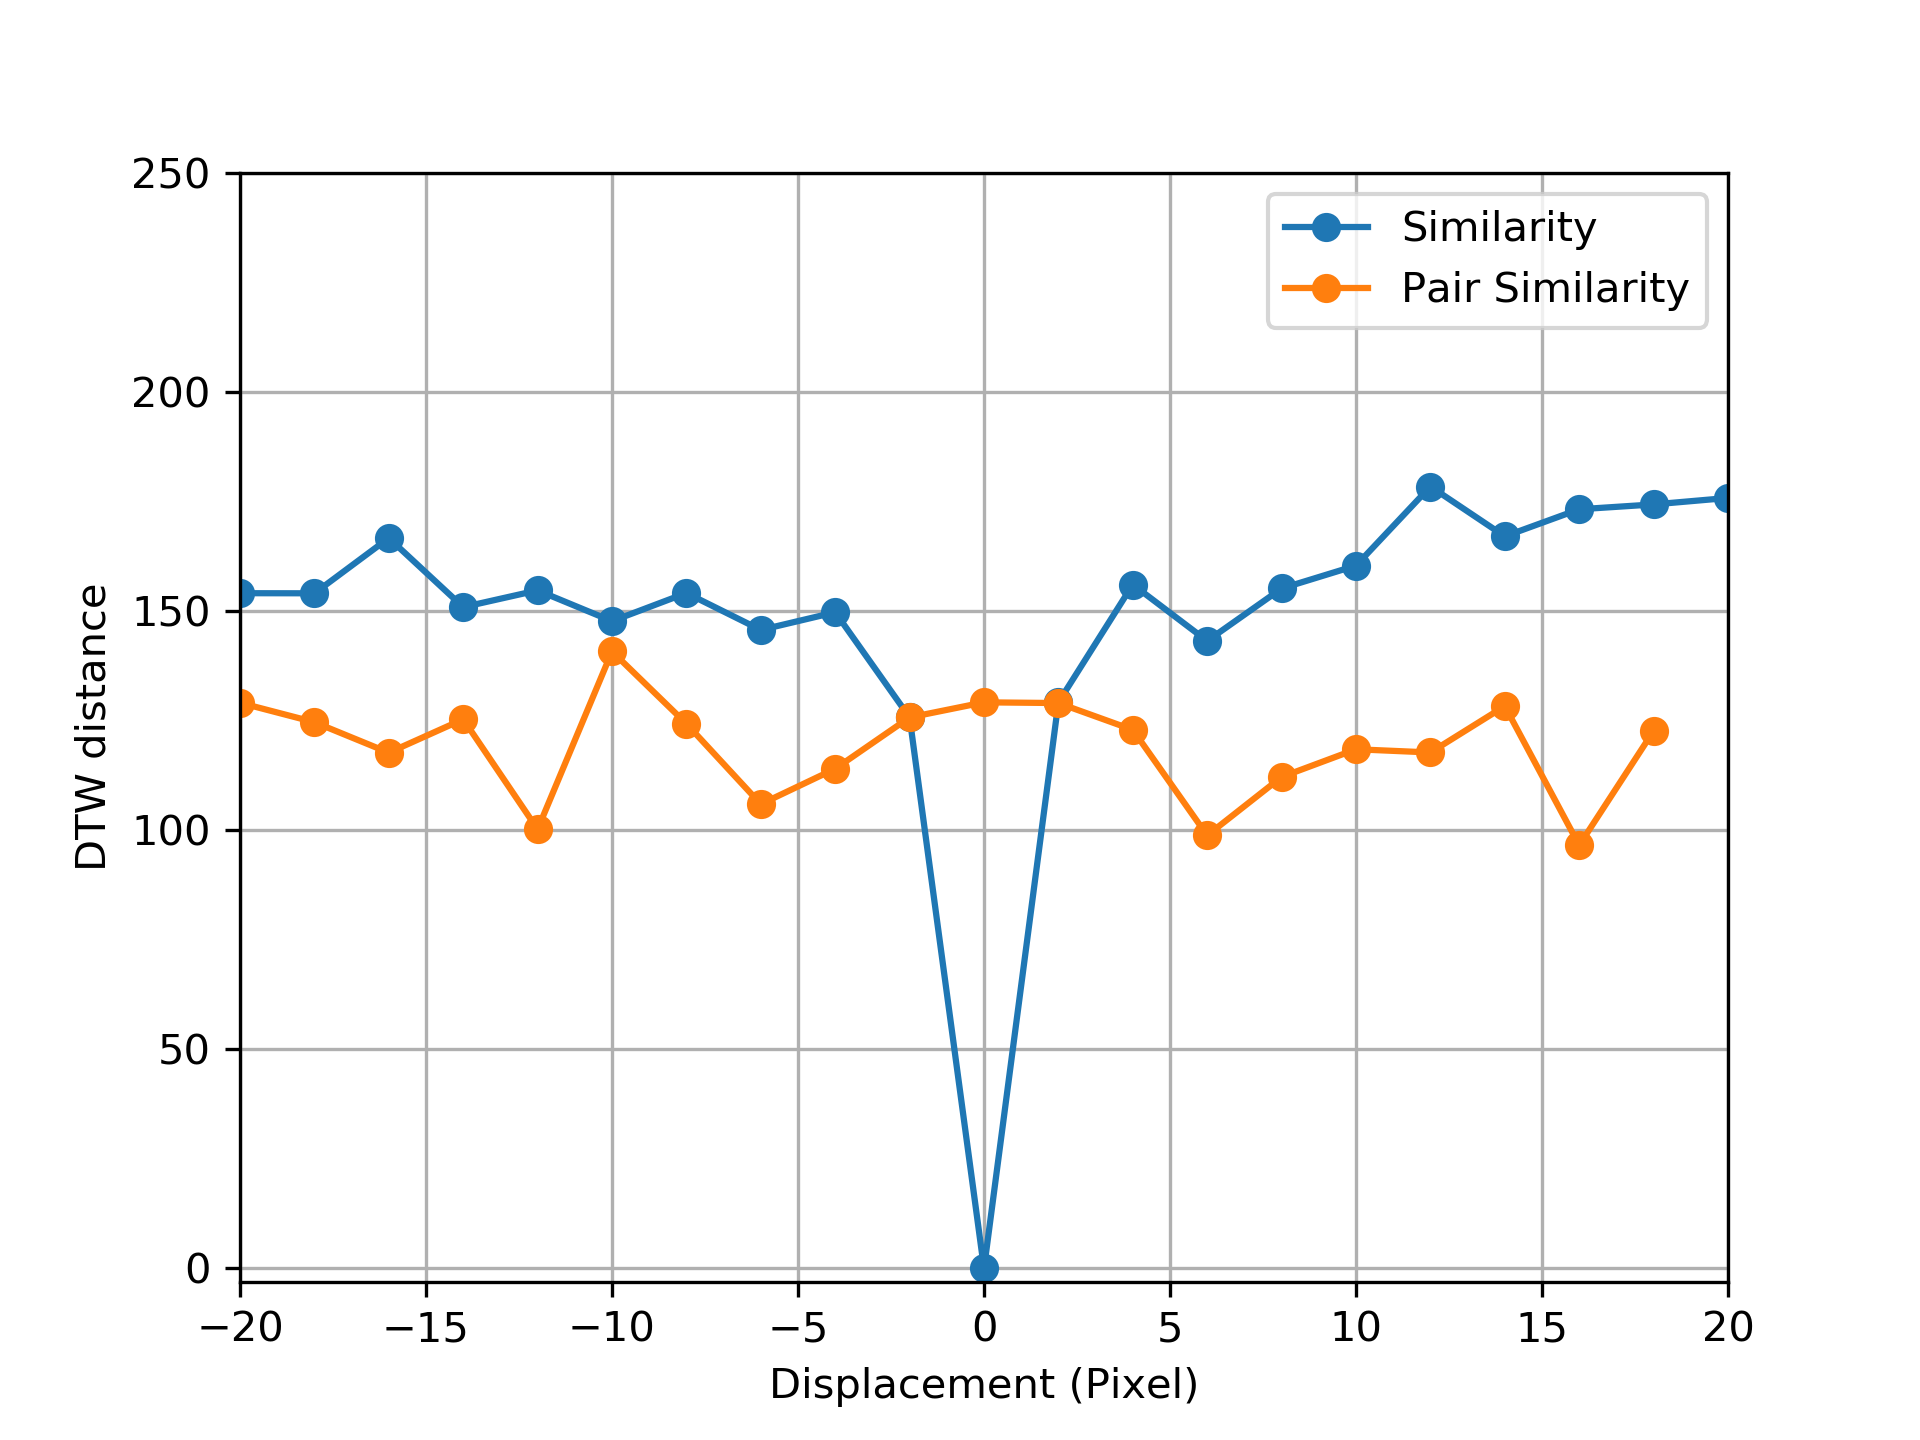 250
200
150
100
50
0
DTW distance
−20 −15 −10 −5 0 5 10 15 20
Displacement (Pixel)
Similarity
Pair Similarity